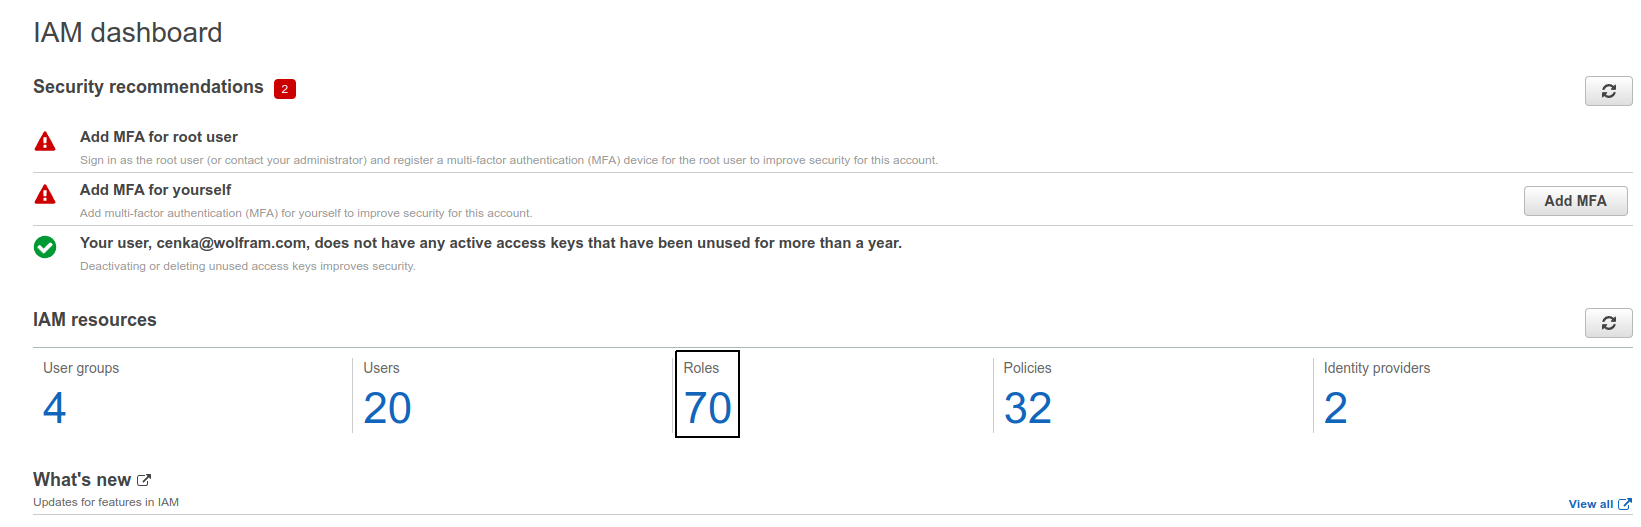 IAM dashboard
Security recommendations 2
Add MFA for root user
Sign in as the root user (or contact your administrator) and register a multi-factor authentication (MFA) device for the root user to improve security for this account.
Add MFA for yourself
Add multi-factor authentication (MFA) for yourself to improve security for this account.
Add MFA
Your user, cenka@wolfram.com, does not have any active access keys that have been unused for more than a year.
Deactivating or deleting unused access keys improves security.
IAM resources
User groups
4
Users
20
Roles
70
Policies
32
Identity providers
2
What's new
Updates for features in IAM
View all